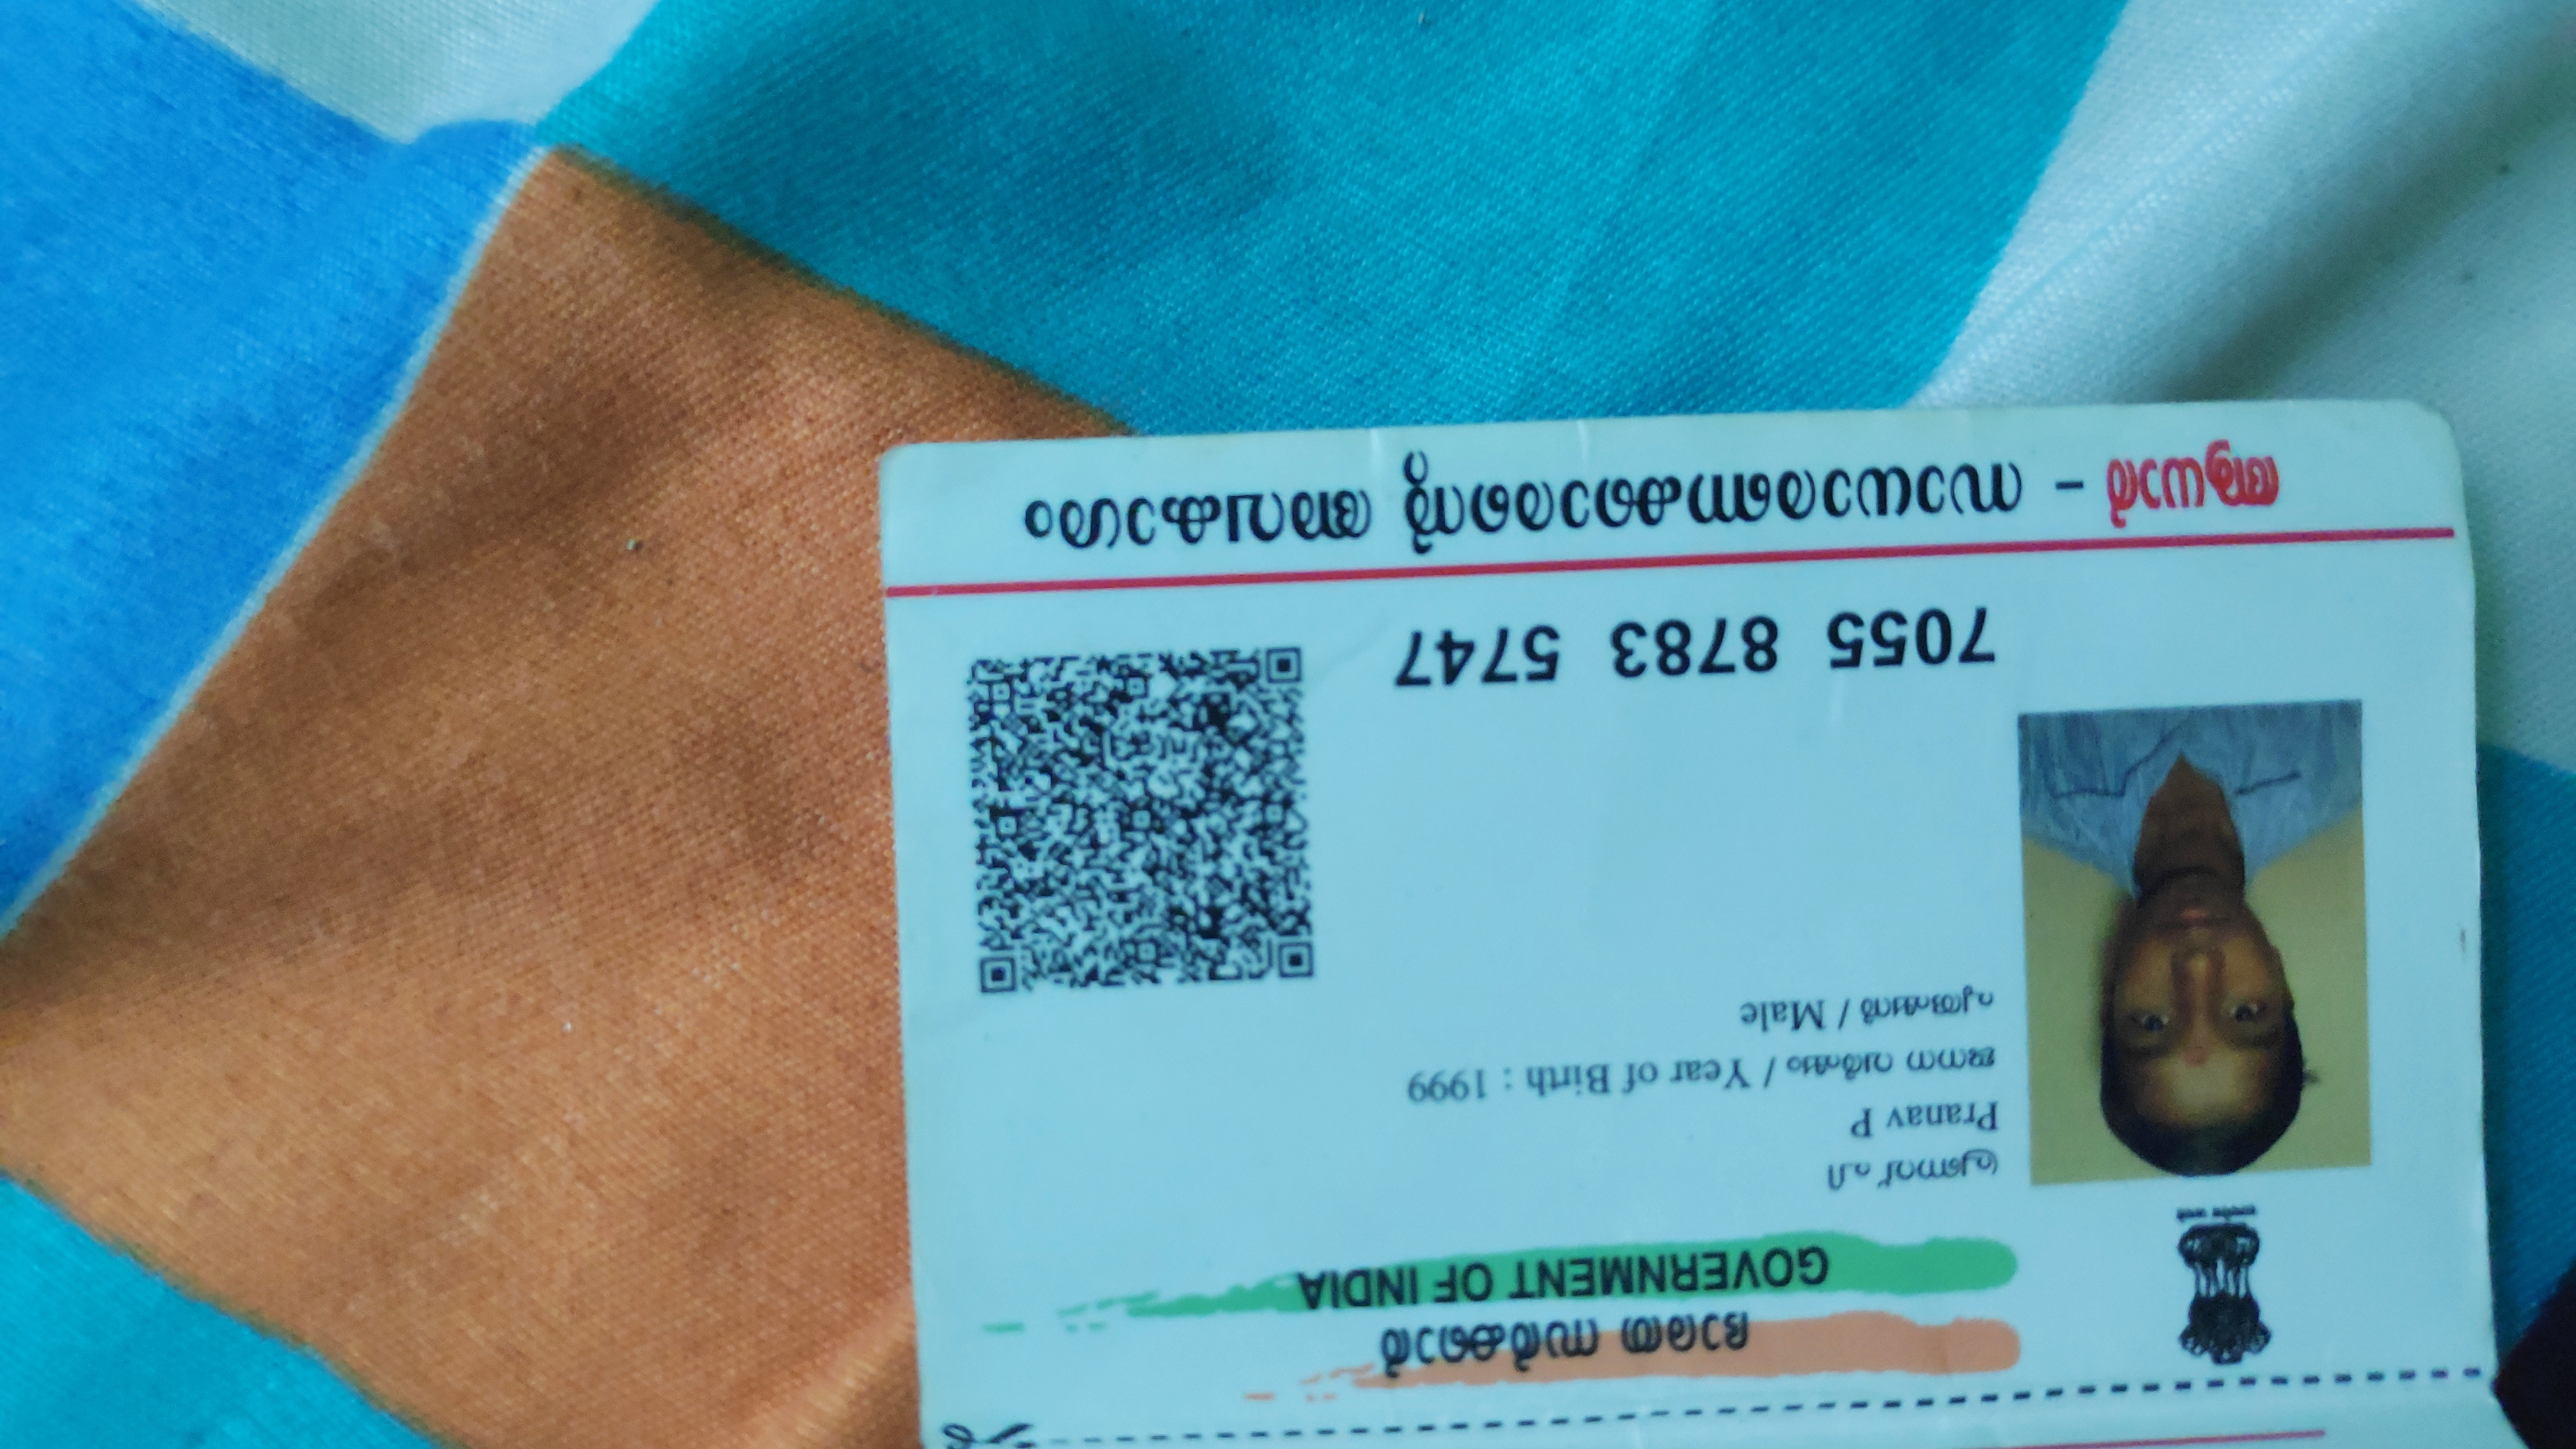 ഭാരത സർക്കാർ
GOVERNMENT OF INDIA
പ്രണവ് പി
Pranav P
ജനന വർഷം / Year of Birth : 1999
പുരുഷൻ / Male
7055 8783 5747
ആധാർ - സാധാരണക്കാരന്റെ അവകാശം